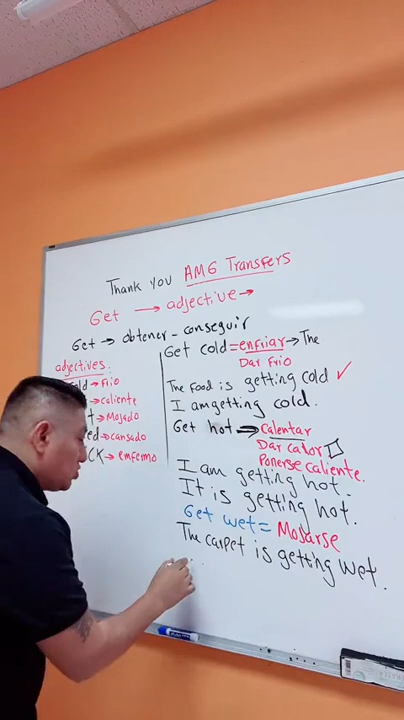 Thank you AMG Transfers
Get → adjective →
Get → obtener - conseguir
adjectives:
→ Frio
→ caliente
→ Mojado
→ cansado
→ emfermo
Get cold = enfriar → The
Dar Frio
The Food is getting cold ✓
I am getting cold.
Get hot → Calentar
Dar calor
Ponerse caliente.
I am getting hot.
It is getting hot.
Get wet = Mojarse
The carpet is getting wet.